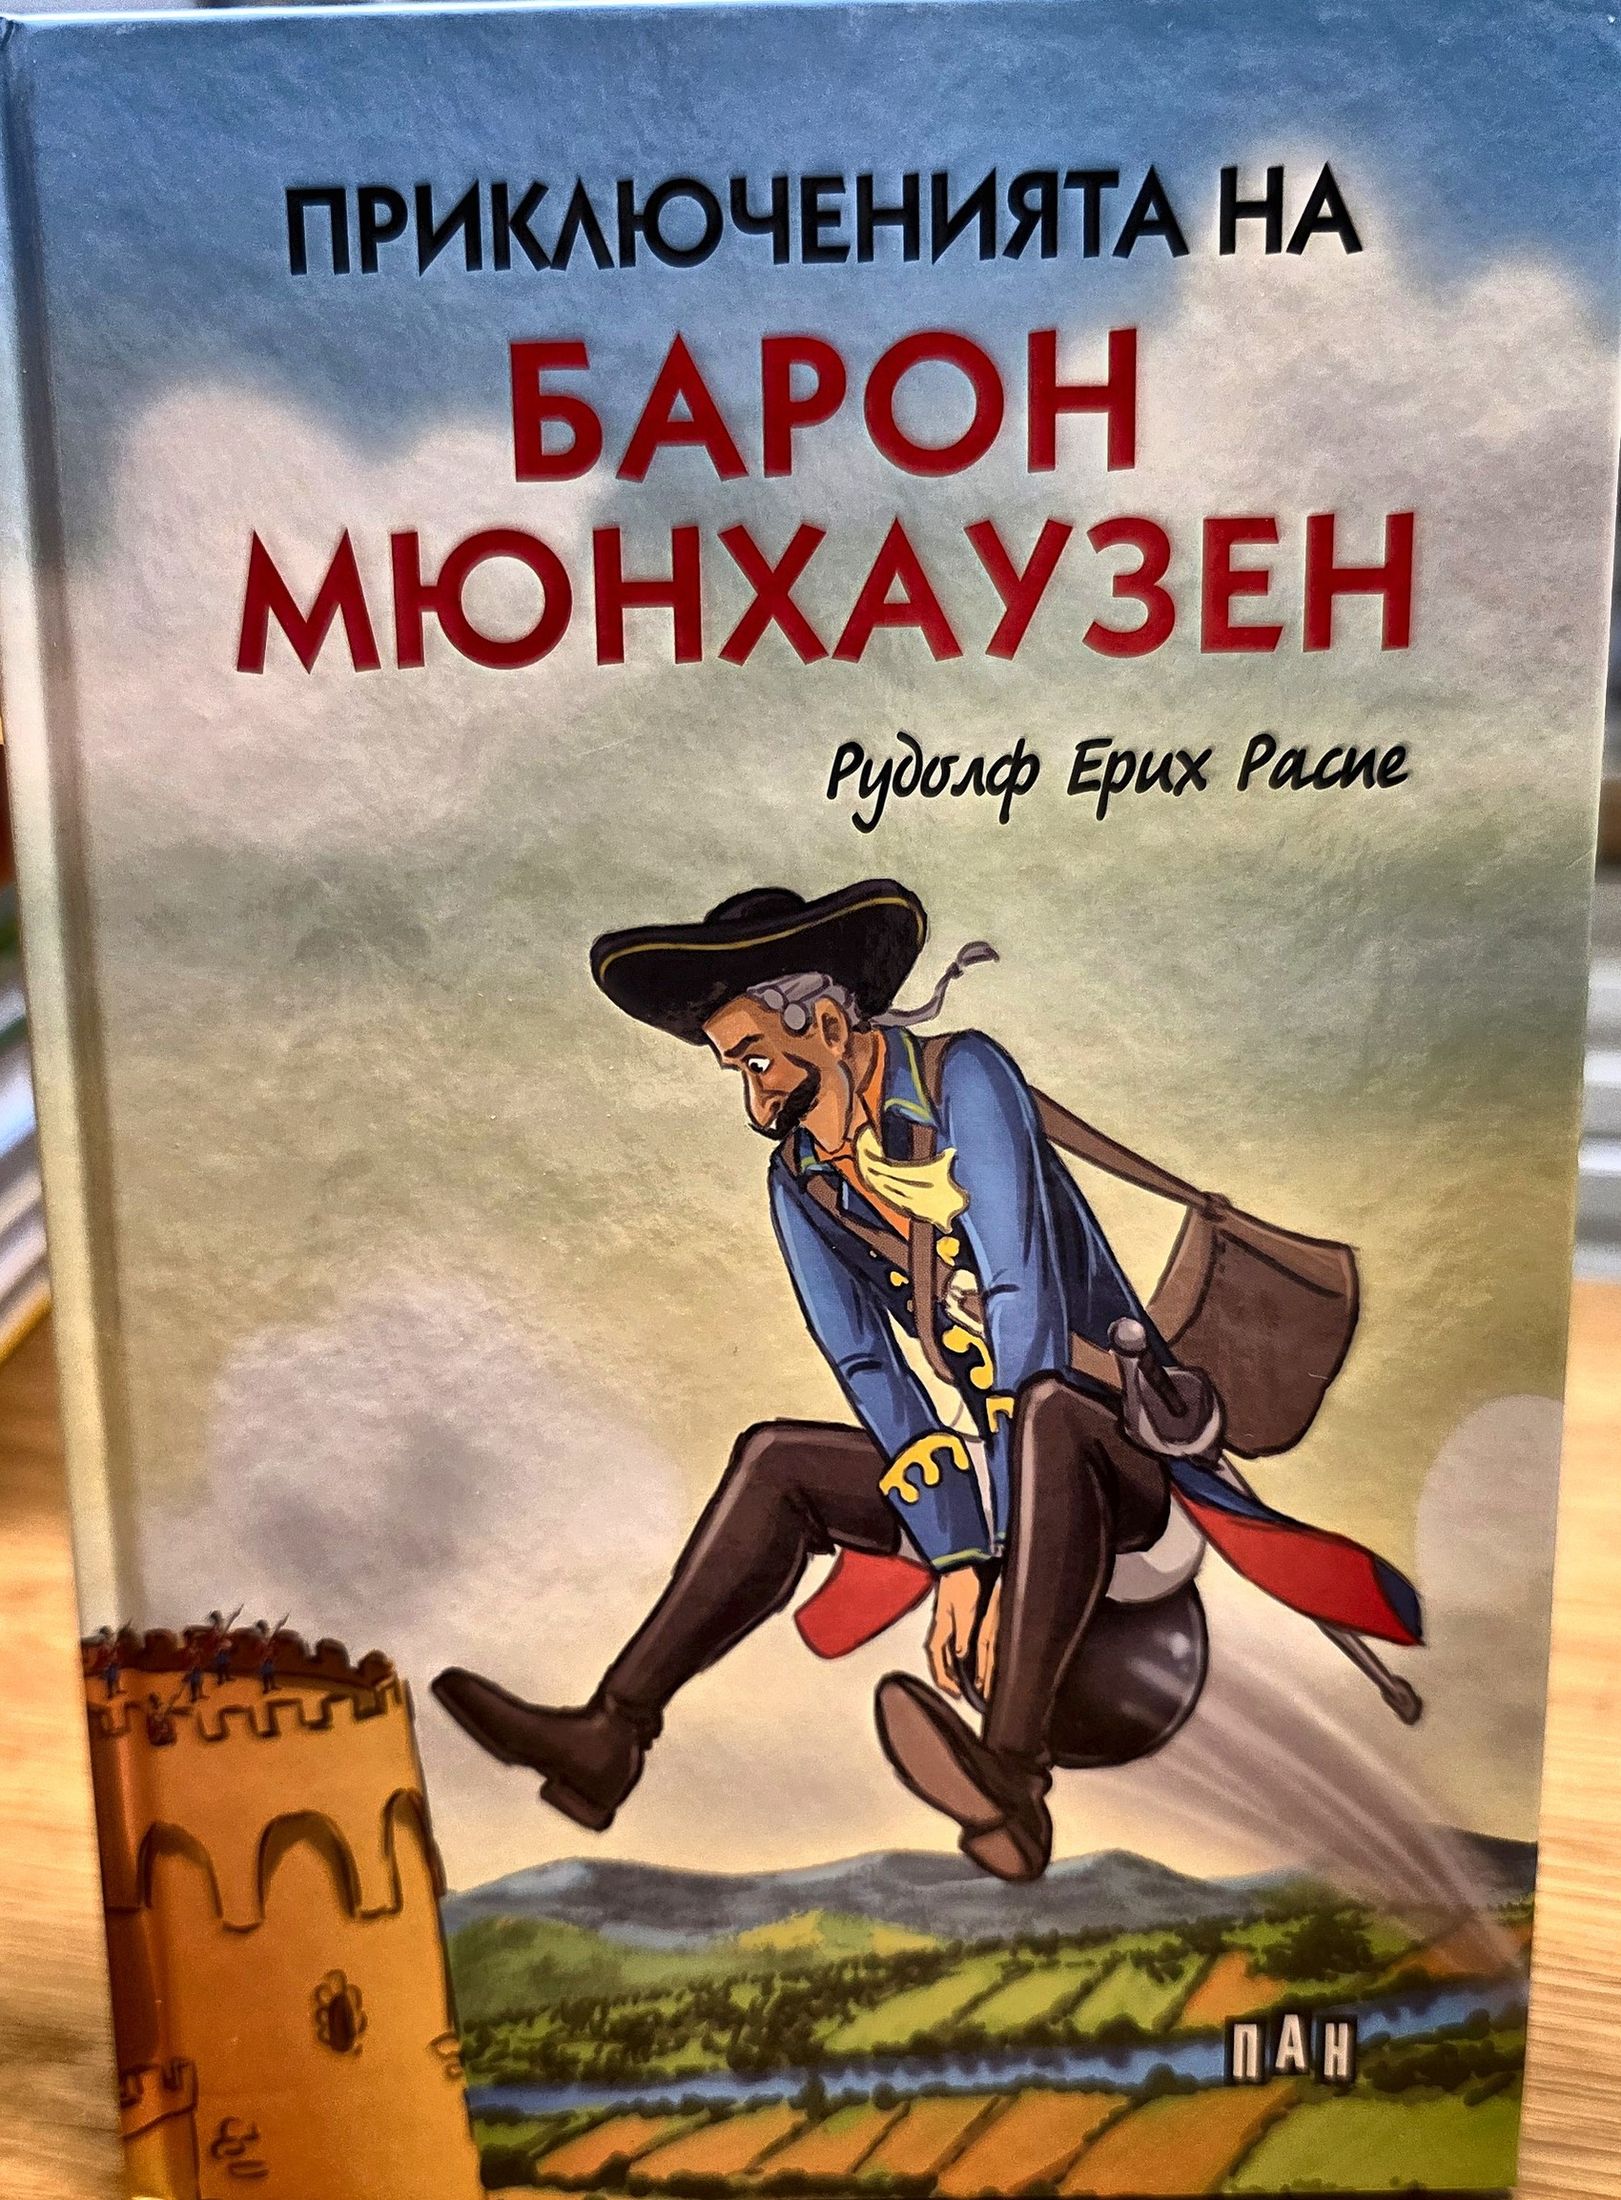 ПРИКЛЮЧЕНИЯТА НА
БАРОН
МЮНХАУЗЕН
Рудолф Ерих Распе
ПАН